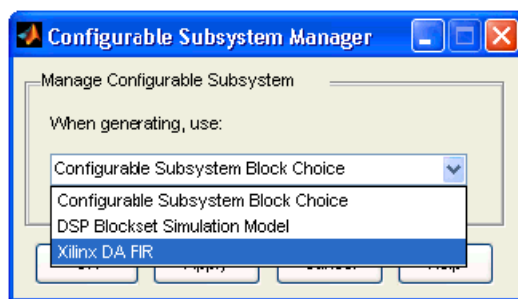 Configurable Subsystem Manager
Manage Configurable Subsystem
When generating, use:
Configurable Subsystem Block Choice
Configurable Subsystem Block Choice
DSP Blockset Simulation Model
Xilinx DA FIR